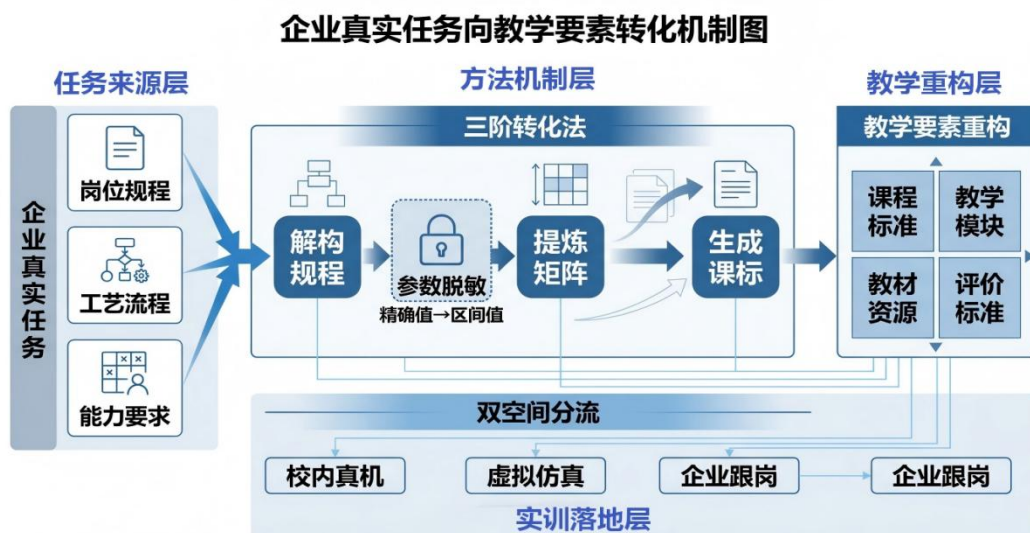 企业真实任务向教学要素转化机制图
任务来源层
方法机制层
教学重构层
企业真实任务
岗位规程
工艺流程
能力要求
三阶转化法
解构
规程
参数脱敏
精确值→区间值
提炼
矩阵
生成
课标
教学要素重构
课程
标准
教学
模块
教材
资源
评价
标准
双空间分流
校内真机
虚拟仿真
企业跟岗
企业跟岗
实训落地层